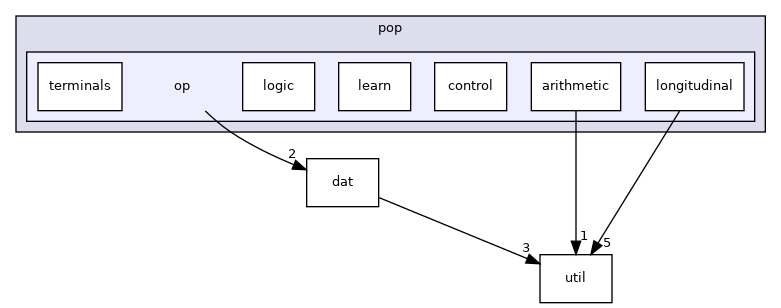 pop
terminals
op
logic
learn
control
arithmetic
longitudinal
2
dat
3
1
5
util